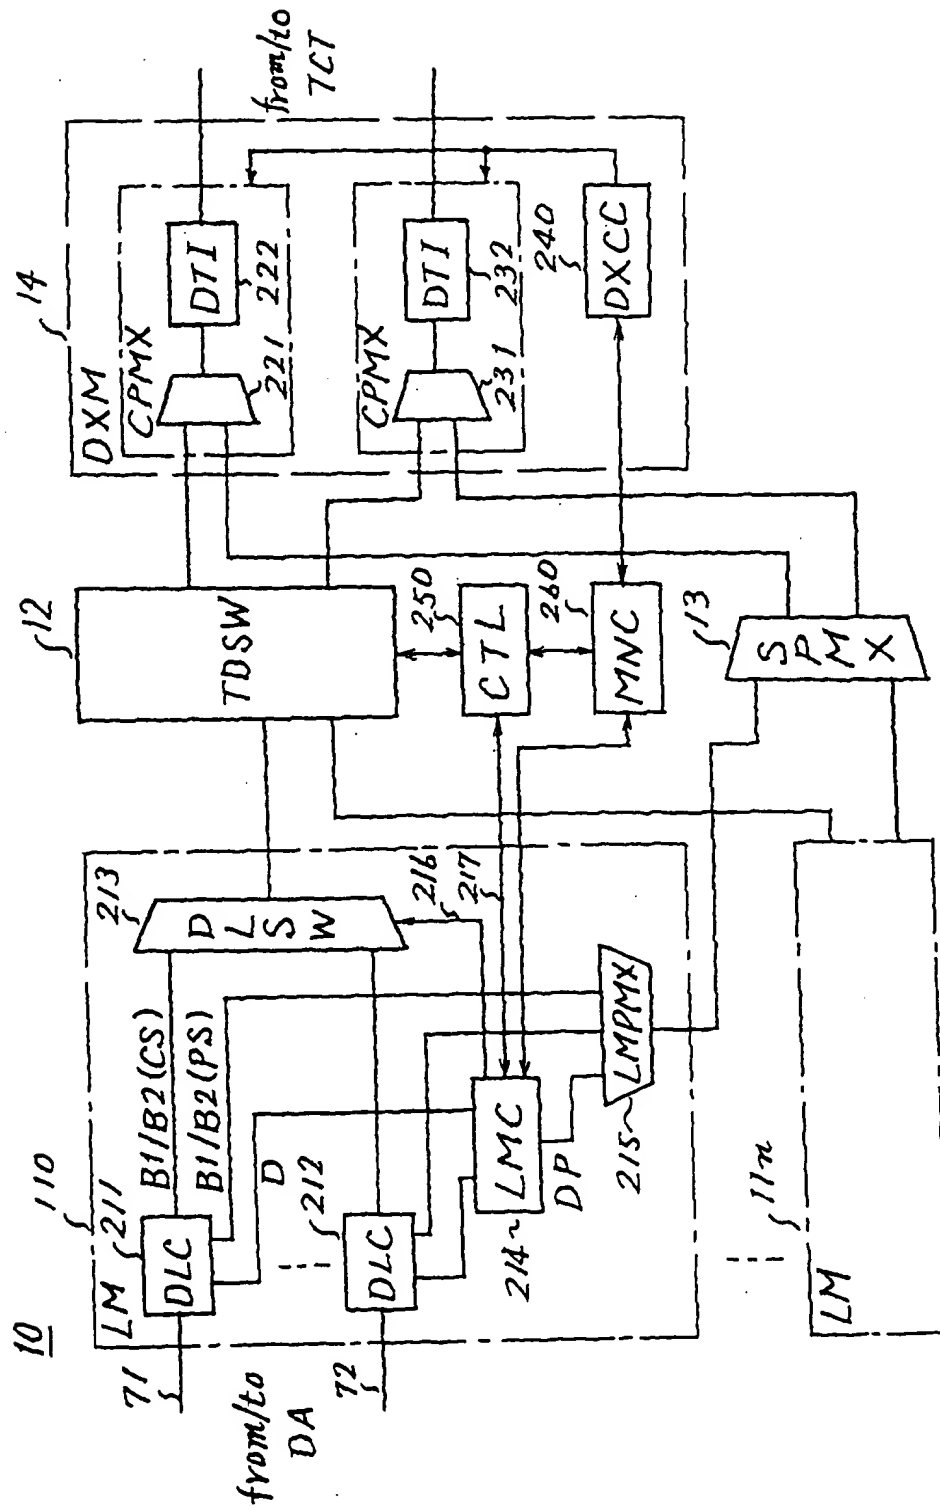 10
110
LM
211
71
DLC
B1/B2(CS)
B1/B2(PS)
D
212
DLC
72
from/to
DA
213
DLSW
216
217
LMC
214
DP
LMPMX
215
11n
LM
12
TDSW
250
CTL
260
MNC
13
SPMX
14
DXM
CPMX
DTI
222
221
CPMX
DTI
232
231
240
DXCC
from/to
TCT